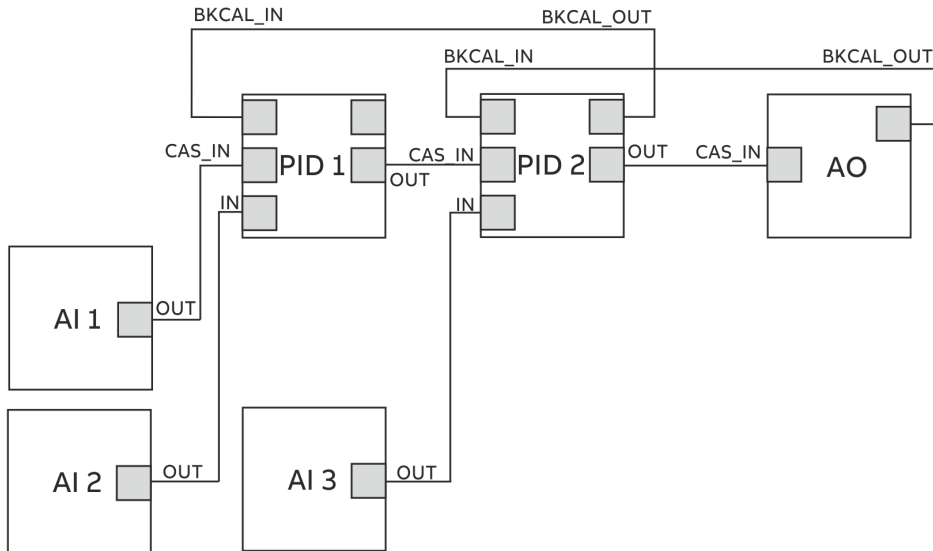 BKCAL_IN
BKCAL_OUT
BKCAL_IN
BKCAL_OUT
CAS_IN
PID 1
OUT
CAS_IN
PID 2
OUT
CAS_IN
AO
IN
IN
AI 1
OUT
AI 2
OUT
AI 3
OUT